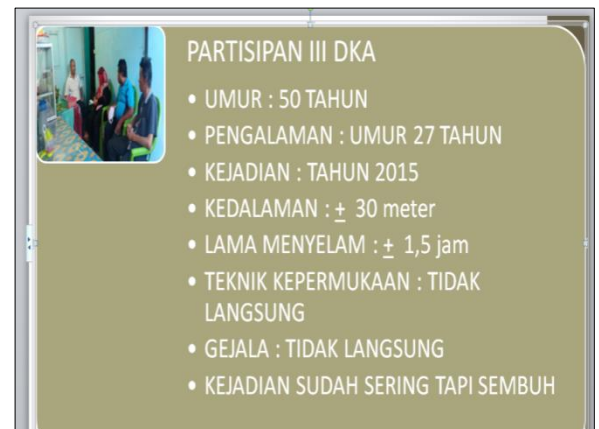 PARTISIPAN III DKA
• UMUR : 50 TAHUN
• PENGALAMAN : UMUR 27 TAHUN
• KEJADIAN : TAHUN 2015
• KEDALAMAN : ± 30 meter
• LAMA MENYELAM : ± 1,5 jam
• TEKNIK KEPERMUKAAN : TIDAK
LANGSUNG
• GEJALA : TIDAK LANGSUNG
• KEJADIAN SUDAH SERING TAPI SEMBUH